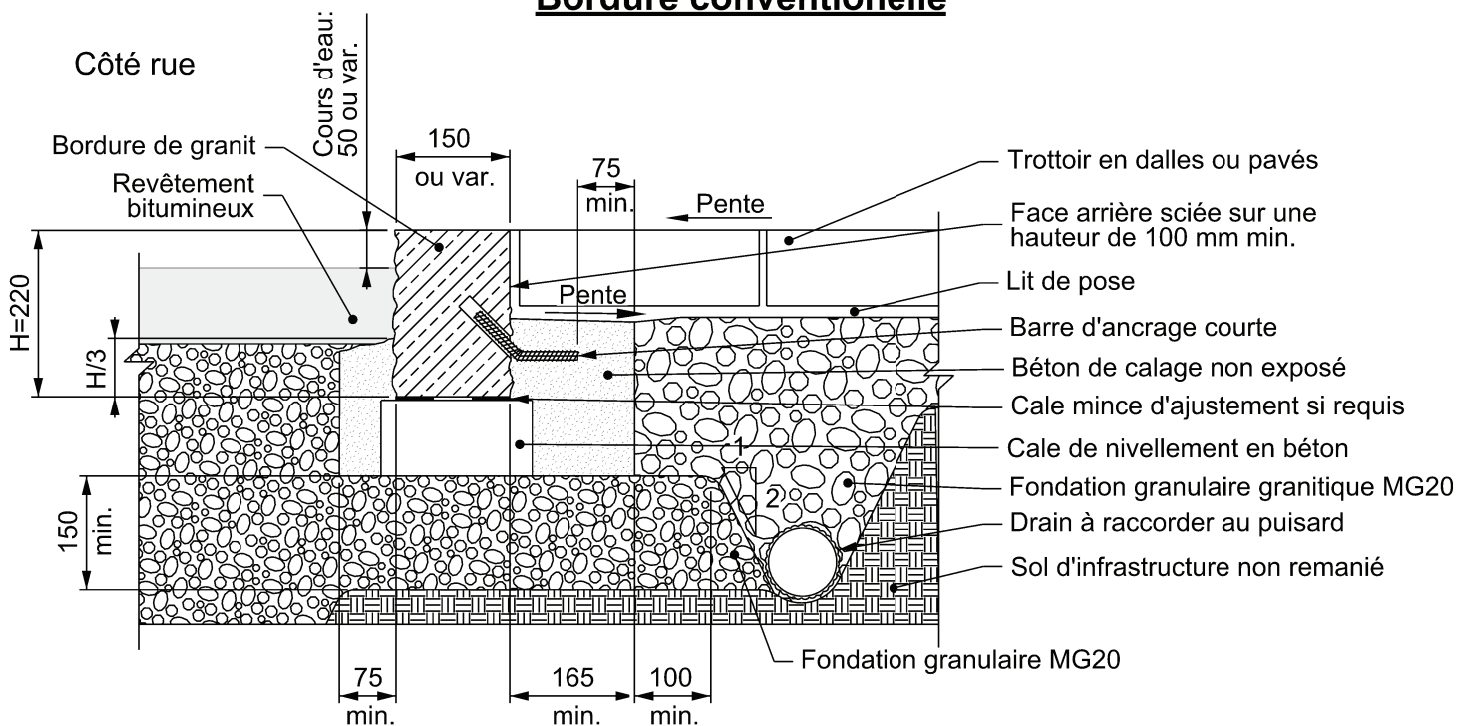 Bordure conventionelle
Côté rue
Cours d'eau:
50 ou var.
Bordure de granit
Revêtement
bitumineux
150
ou var.
75
min.
Pente
Pente
H=220
H/3
150
min.
1
2
75
min.
165
min.
100
min.
Trottoir en dalles ou pavés
Face arrière sciée sur une
hauteur de 100 mm min.
Lit de pose
Barre d'ancrage courte
Béton de calage non exposé
Cale mince d'ajustement si requis
Cale de nivellement en béton
Fondation granulaire granitique MG20
Drain à raccorder au puisard
Sol d'infrastructure non remanié
Fondation granulaire MG20